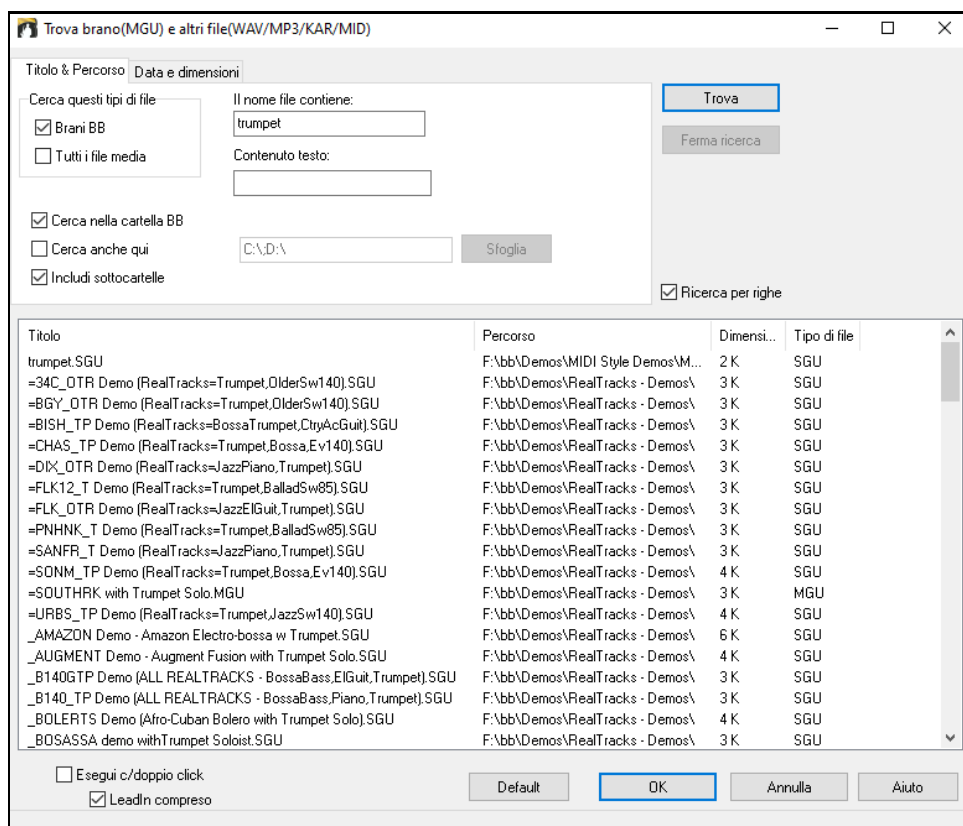 Trova brano(MGU) e altri file(WAV/MP3/KAR/MID)
Titolo & Percorso Data e dimensioni
Cerca questi tipi di file
Brani BB
Tutti i file media
Il nome file contiene:
trumpet
Contenuto testo:
Trova
Ferma ricerca
Cerca nella cartella BB
Cerca anche qui C:\;D:\ Sfoglia
Includi sottocartelle
Ricerca per righe
Titolo Percorso Dimensi... Tipo di file
trumpet.SGU F:\bb\Demos\MIDI Style Demos\M... 2 K SGU
=34C_OTR Demo (RealTracks=Trumpet,OlderSw140).SGU F:\bb\Demos\RealTracks - Demos\ 3 K SGU
=BGY_OTR Demo (RealTracks=Trumpet,OlderSw140).SGU F:\bb\Demos\RealTracks - Demos\ 3 K SGU
=BISH_TP Demo (RealTracks=BossaTrumpet,CtryAcGuit).SGU F:\bb\Demos\RealTracks - Demos\ 3 K SGU
=CHAS_TP Demo (RealTracks=Trumpet,Bossa,Ev140).SGU F:\bb\Demos\RealTracks - Demos\ 3 K SGU
=DIX_OTR Demo (RealTracks=JazzPiano,Trumpet).SGU F:\bb\Demos\RealTracks - Demos\ 3 K SGU
=FLK12_T Demo (RealTracks=Trumpet,BalladSw85).SGU F:\bb\Demos\RealTracks - Demos\ 3 K SGU
=FLK_OTR Demo (RealTracks=JazzElGuit,Trumpet).SGU F:\bb\Demos\RealTracks - Demos\ 3 K SGU
=PNHNK_T Demo (RealTracks=Trumpet,BalladSw85).SGU F:\bb\Demos\RealTracks - Demos\ 3 K SGU
=SANFR_T Demo (RealTracks=JazzPiano,Trumpet).SGU F:\bb\Demos\RealTracks - Demos\ 3 K SGU
=SONM_TP Demo (RealTracks=Trumpet,Bossa,Ev140).SGU F:\bb\Demos\RealTracks - Demos\ 4 K SGU
=SOUTHRK with Trumpet Solo.MGU F:\bb\Demos\RealTracks - Demos\ 3 K MGU
=URBS_TP Demo (RealTracks=Trumpet,JazzSw140).SGU F:\bb\Demos\RealTracks - Demos\ 4 K SGU
_AMAZON Demo - Amazon Electro-bossa w Trumpet.SGU F:\bb\Demos\RealTracks - Demos\ 6 K SGU
_AUGMENT Demo - Augment Fusion with Trumpet Solo.SGU F:\bb\Demos\RealTracks - Demos\ 4 K SGU
_B140GTP Demo (ALL REALTRACKS - BossaBass,ElGuit,Trumpet).SGU F:\bb\Demos\RealTracks - Demos\ 3 K SGU
_B140_TP Demo (ALL REALTRACKS - BossaBass,Piano,Trumpet).SGU F:\bb\Demos\RealTracks - Demos\ 3 K SGU
_BOLERTS Demo (Afro-Cuban Bolero with Trumpet Solo).SGU F:\bb\Demos\RealTracks - Demos\ 4 K SGU
_BOSASSA demo withTrumpet Soloist.SGU F:\bb\Demos\RealTracks - Demos\ 3 K SGU
Esegui c/doppio click
LeadIn compreso
Default OK Annulla Aiuto